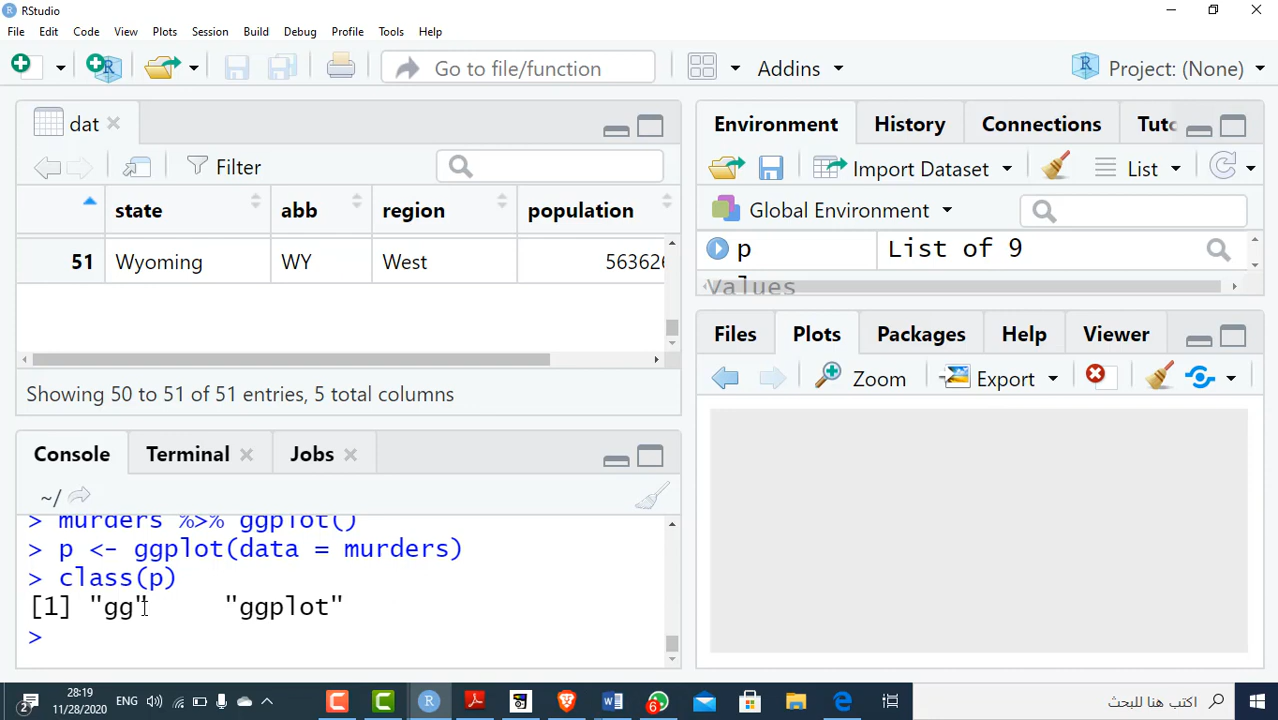 RStudio
File Edit Code View Plots Session Build Debug Profile Tools Help
Go to file/function Addins Project: (None)
dat
Filter
state abb region population
51 Wyoming WY West 563626
Showing 50 to 51 of 51 entries, 5 total columns
Console Terminal Jobs
~/
> murders %>% ggplot()
> p <- ggplot(data = murders)
> class(p)
[1] "gg" "ggplot"
>
Environment History Connections Tutc
Import Dataset List
Global Environment
p List of 9
Values
Files Plots Packages Help Viewer
Zoom Export
2 28:19 ENG 6 اكتب هنا للبحث
11/28/2020